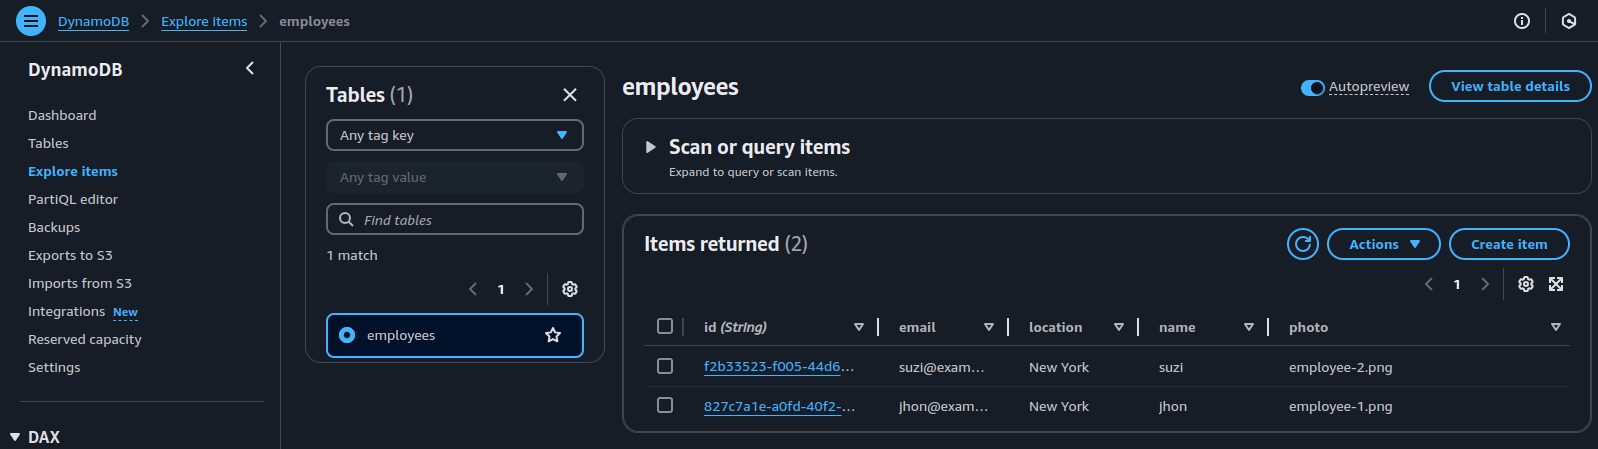 DynamoDB
Explore items
employees
DynamoDB
Dashboard
Tables
Explore items
PartiQL editor
Backups
Exports to S3
Imports from S3
Integrations New
Reserved capacity
Settings
DAX
Tables (1)
Any tag key
Any tag value
Find tables
1 match
1
employees
employees
Autopreview
View table details
Scan or query items
Expand to query or scan items.
Items returned (2)
Actions
Create item
1
id (String) email location name photo
f2b33523-f005-44d6... suzi@exam... New York suzi employee-2.png
827c7a1e-a0fd-40f2-... jhon@exam... New York jhon employee-1.png